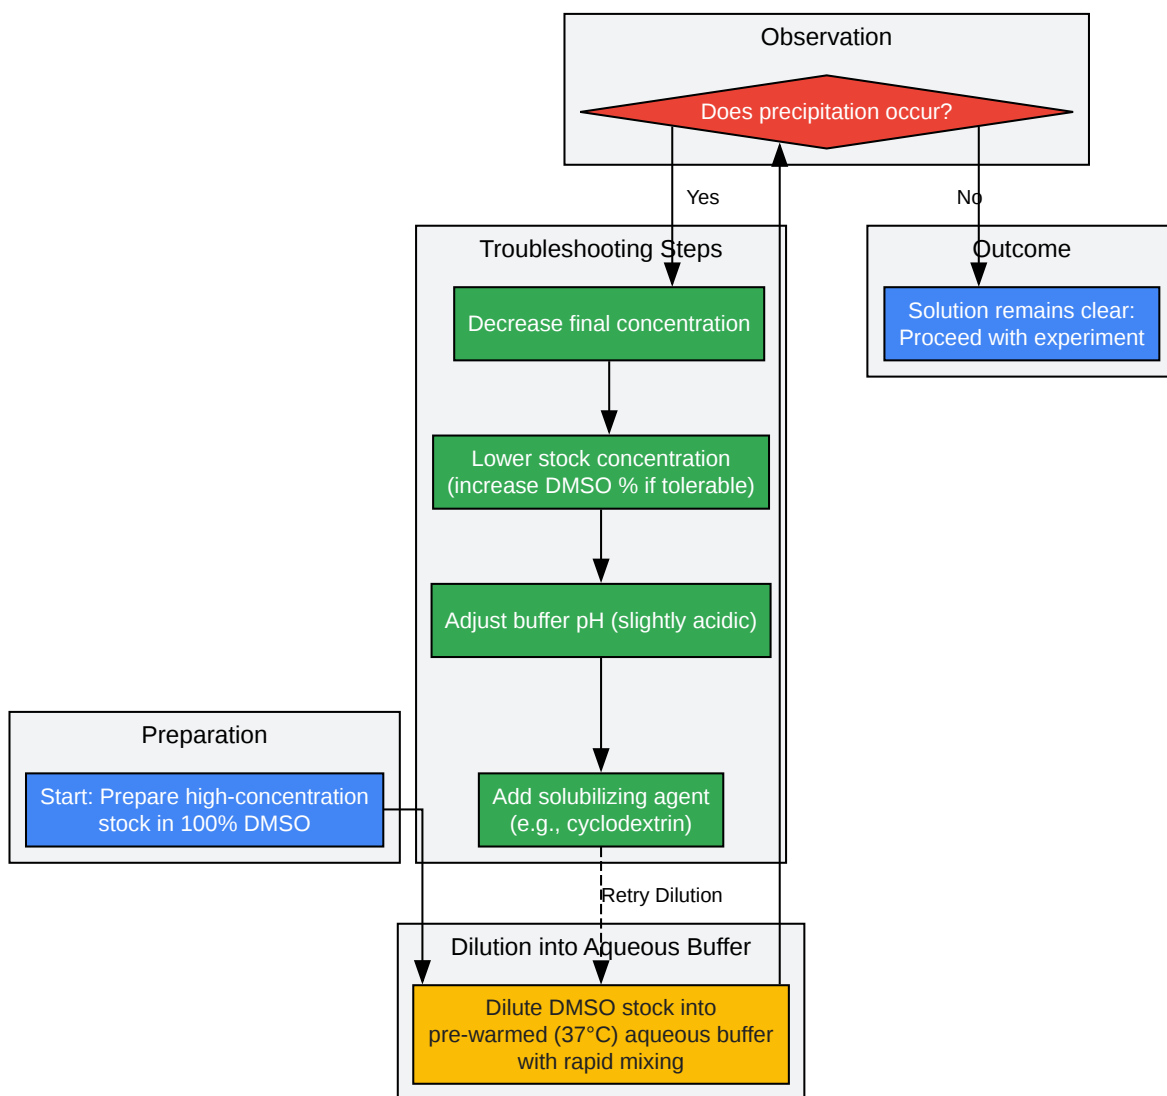 Observation
Does precipitation occur?
Yes
No
Troubleshooting Steps
Outcome
Decrease final concentration
Solution remains clear:
Proceed with experiment
Lower stock concentration
(increase DMSO % if tolerable)
Adjust buffer pH (slightly acidic)
Preparation
Start: Prepare high-concentration
stock in 100% DMSO
Add solubilizing agent
(e.g., cyclodextrin)
Retry Dilution
Dilution into Aqueous Buffer
Dilute DMSO stock into
pre-warmed (37°C) aqueous buffer
with rapid mixing